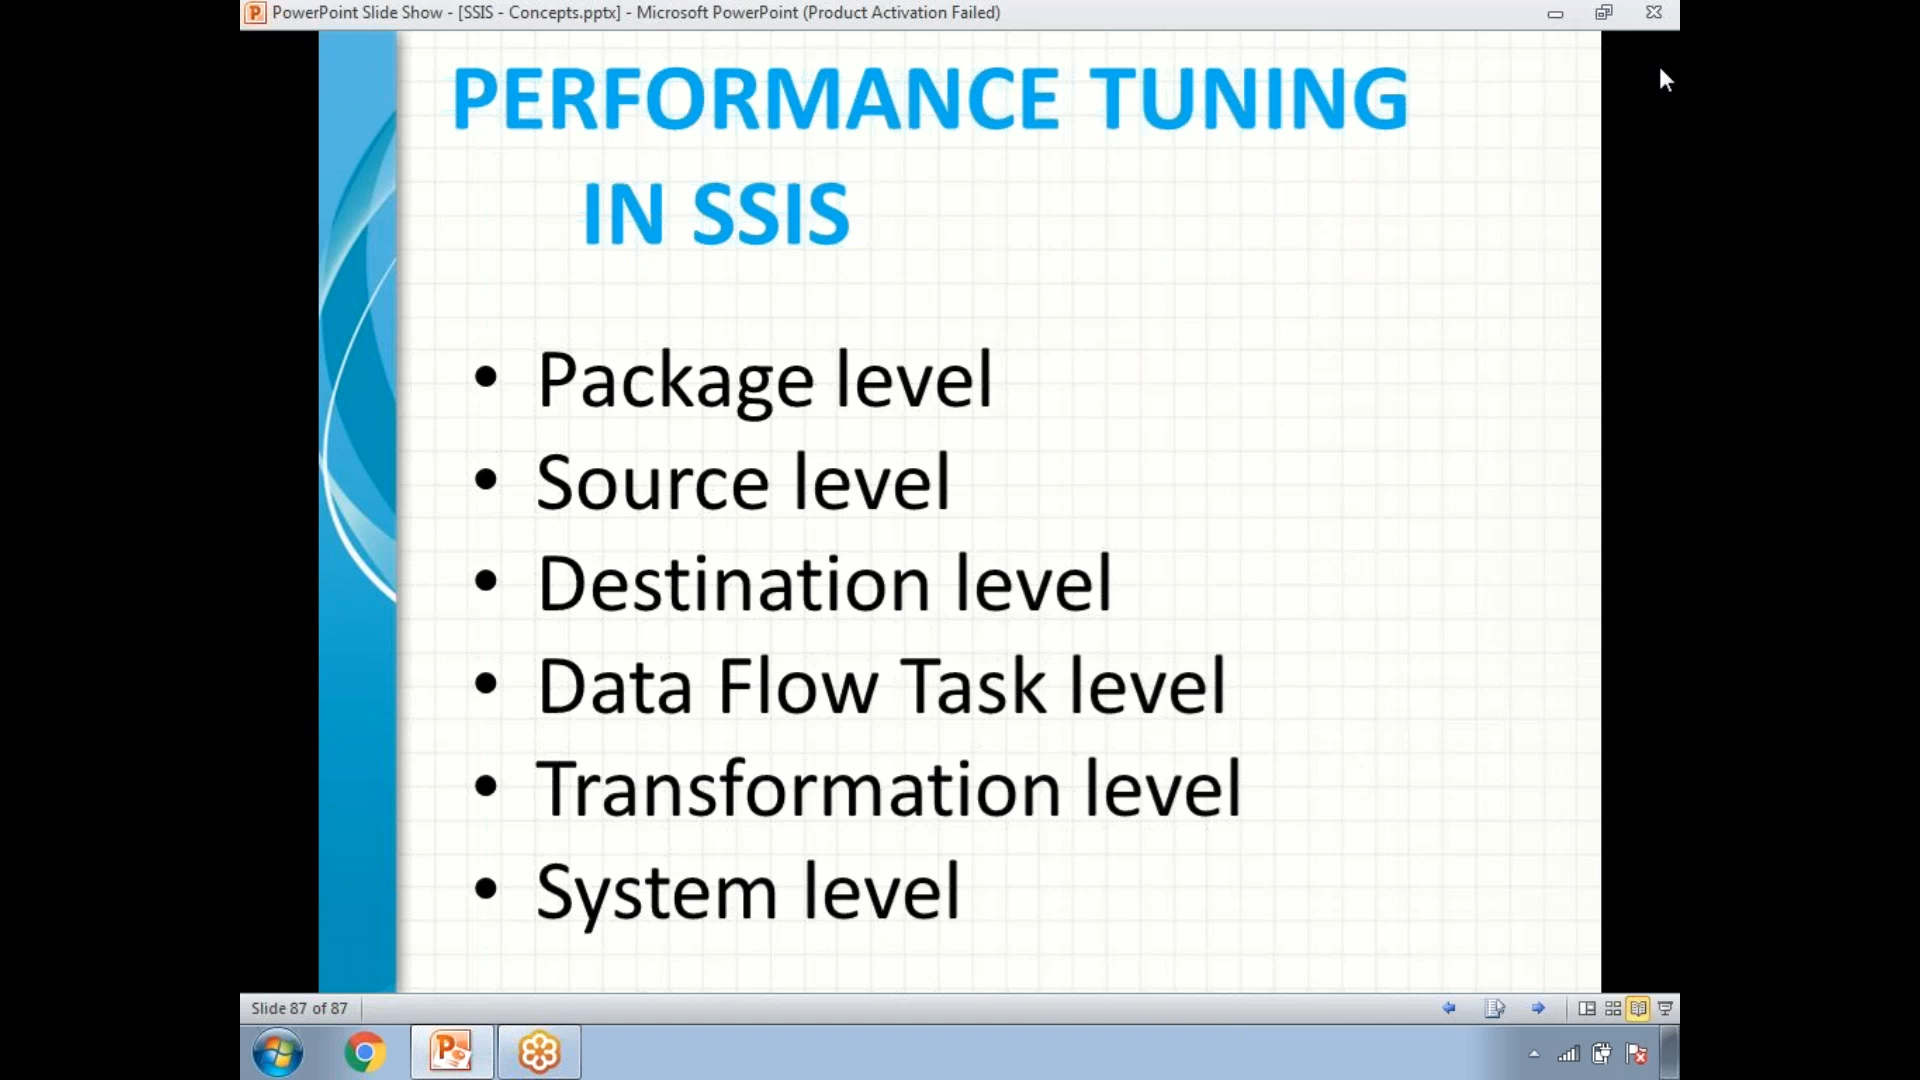 PowerPoint Slide Show - [SSIS - Concepts.pptx] - Microsoft PowerPoint (Product Activation Failed)
PERFORMANCE TUNING
IN SSIS
• Package level
• Source level
• Destination level
• Data Flow Task level
• Transformation level
• System level
Slide 87 of 87